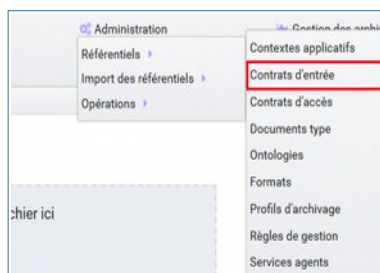 Administration
Gestion des archi
Référentiels
Import des référentiels
Opérations
Contextes applicatifs
Contrats d'entrée
Contrats d'accès
Documents type
Ontologies
Formats
Profils d'archivage
Règles de gestion
Services agents
chier ici